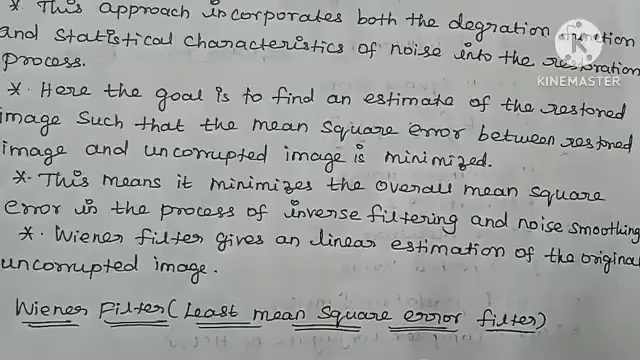 *. This approach incorporates both the degration function
and statistical characteristics of noise into the restoration
process.
KINEMASTER
*. Here the goal is to find an estimate of the restored
image such that the mean square error between restored
image and uncorrupted image is minimized.
*. This means it minimizes the overall mean square
error in the process of inverse filtering and noise smoothing
*. Wiener filter gives an linear estimation of the original
uncorrupted image.
Wiener Filter (Least mean square error filter)